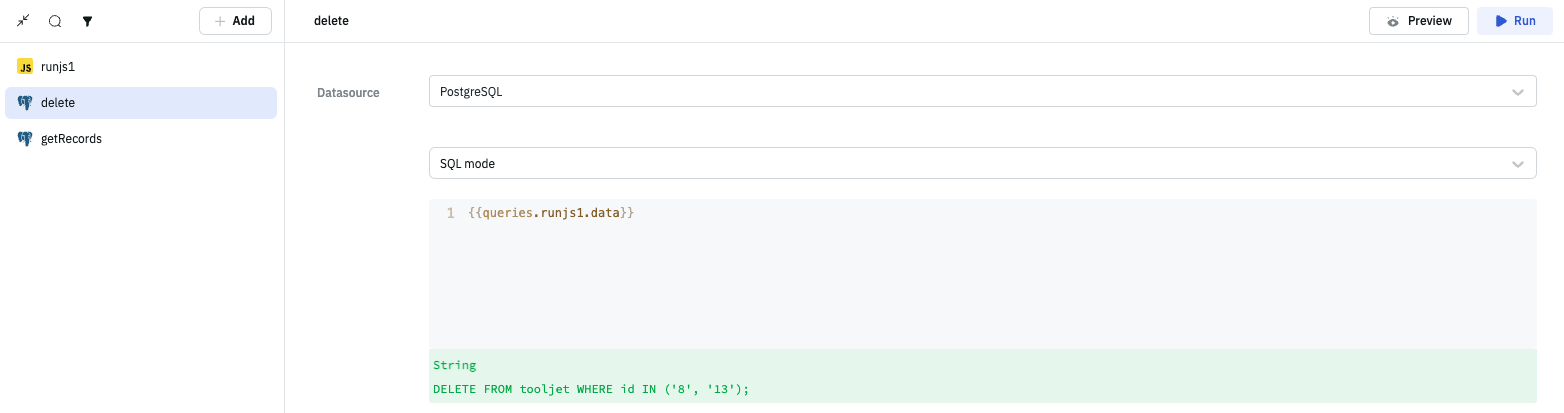 Add
delete
Preview
Run
JS runjs1
delete
getRecords
Datasource
PostgreSQL
SQL mode
1 {{queries.runjs1.data}}
String
DELETE FROM tooljet WHERE id IN ('8', '13');